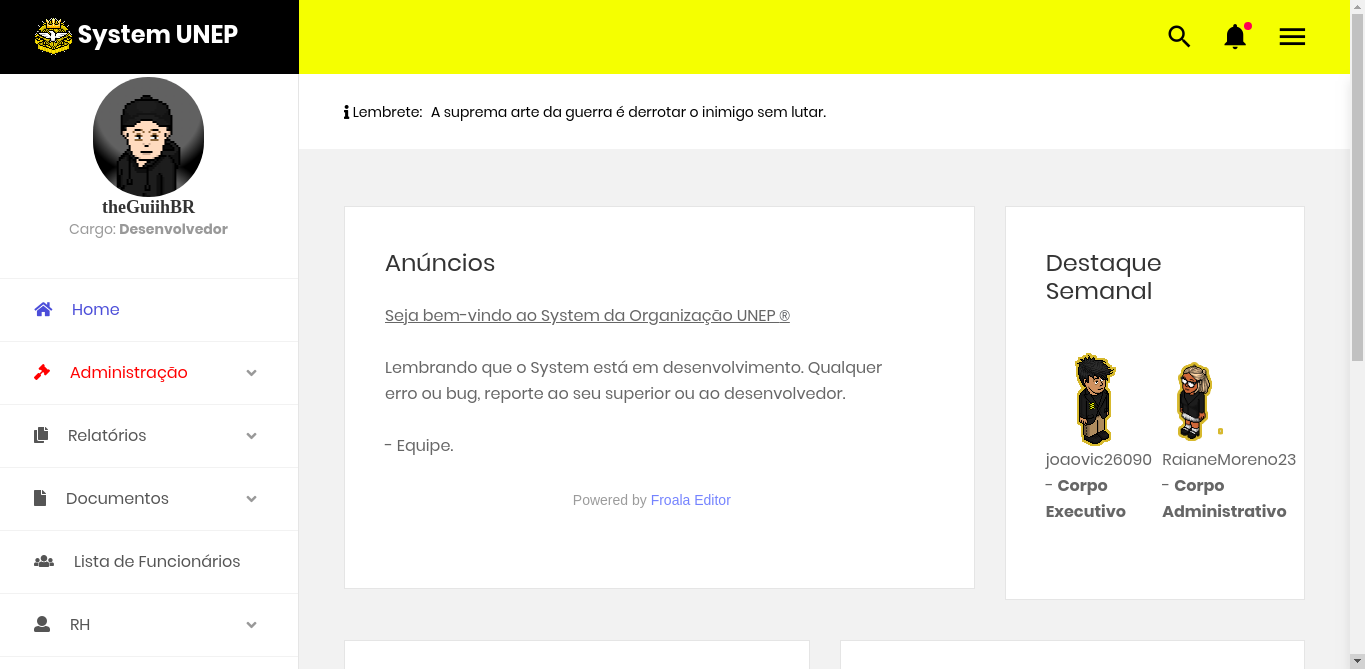 System UNEP
Lembrete: A suprema arte da guerra é derrotar o inimigo sem lutar.
theGuiihBR
Cargo: Desenvolvedor
Home
Administração
Relatórios
Documentos
Lista de Funcionários
RH
Anúncios
Seja bem-vindo ao System da Organização UNEP ®
Lembrando que o System está em desenvolvimento. Qualquer
erro ou bug, reporte ao seu superior ou ao desenvolvedor.
- Equipe.
Powered by Froala Editor
Destaque
Semanal
joaovic26090
- Corpo
Executivo
RaianeMoreno23
- Corpo
Administrativo